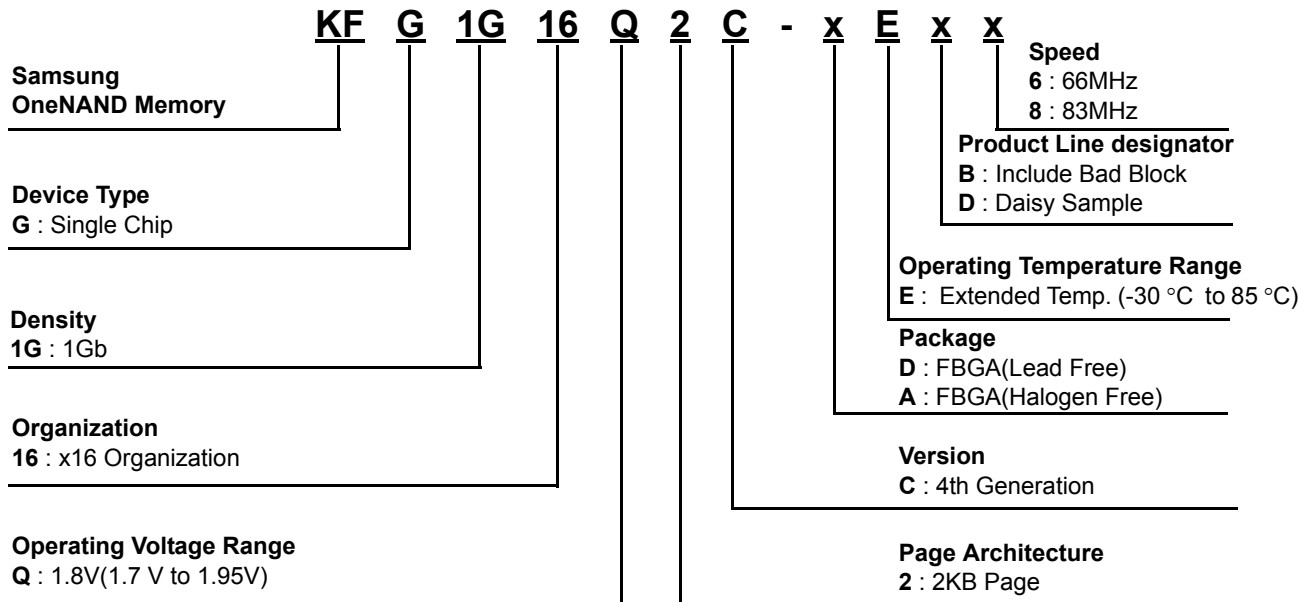 KF G 1G 16 Q 2 C - x E x x
Samsung
OneNAND Memory
Device Type
G : Single Chip
Density
1G : 1Gb
Organization
16 : x16 Organization
Operating Voltage Range
Q : 1.8V(1.7 V to 1.95V)
Speed
6 : 66MHz
8 : 83MHz
Product Line designator
B : Include Bad Block
D : Daisy Sample
Operating Temperature Range
E : Extended Temp. (-30 °C to 85 °C)
Package
D : FBGA(Lead Free)
A : FBGA(Halogen Free)
Version
C : 4th Generation
Page Architecture
2 : 2KB Page